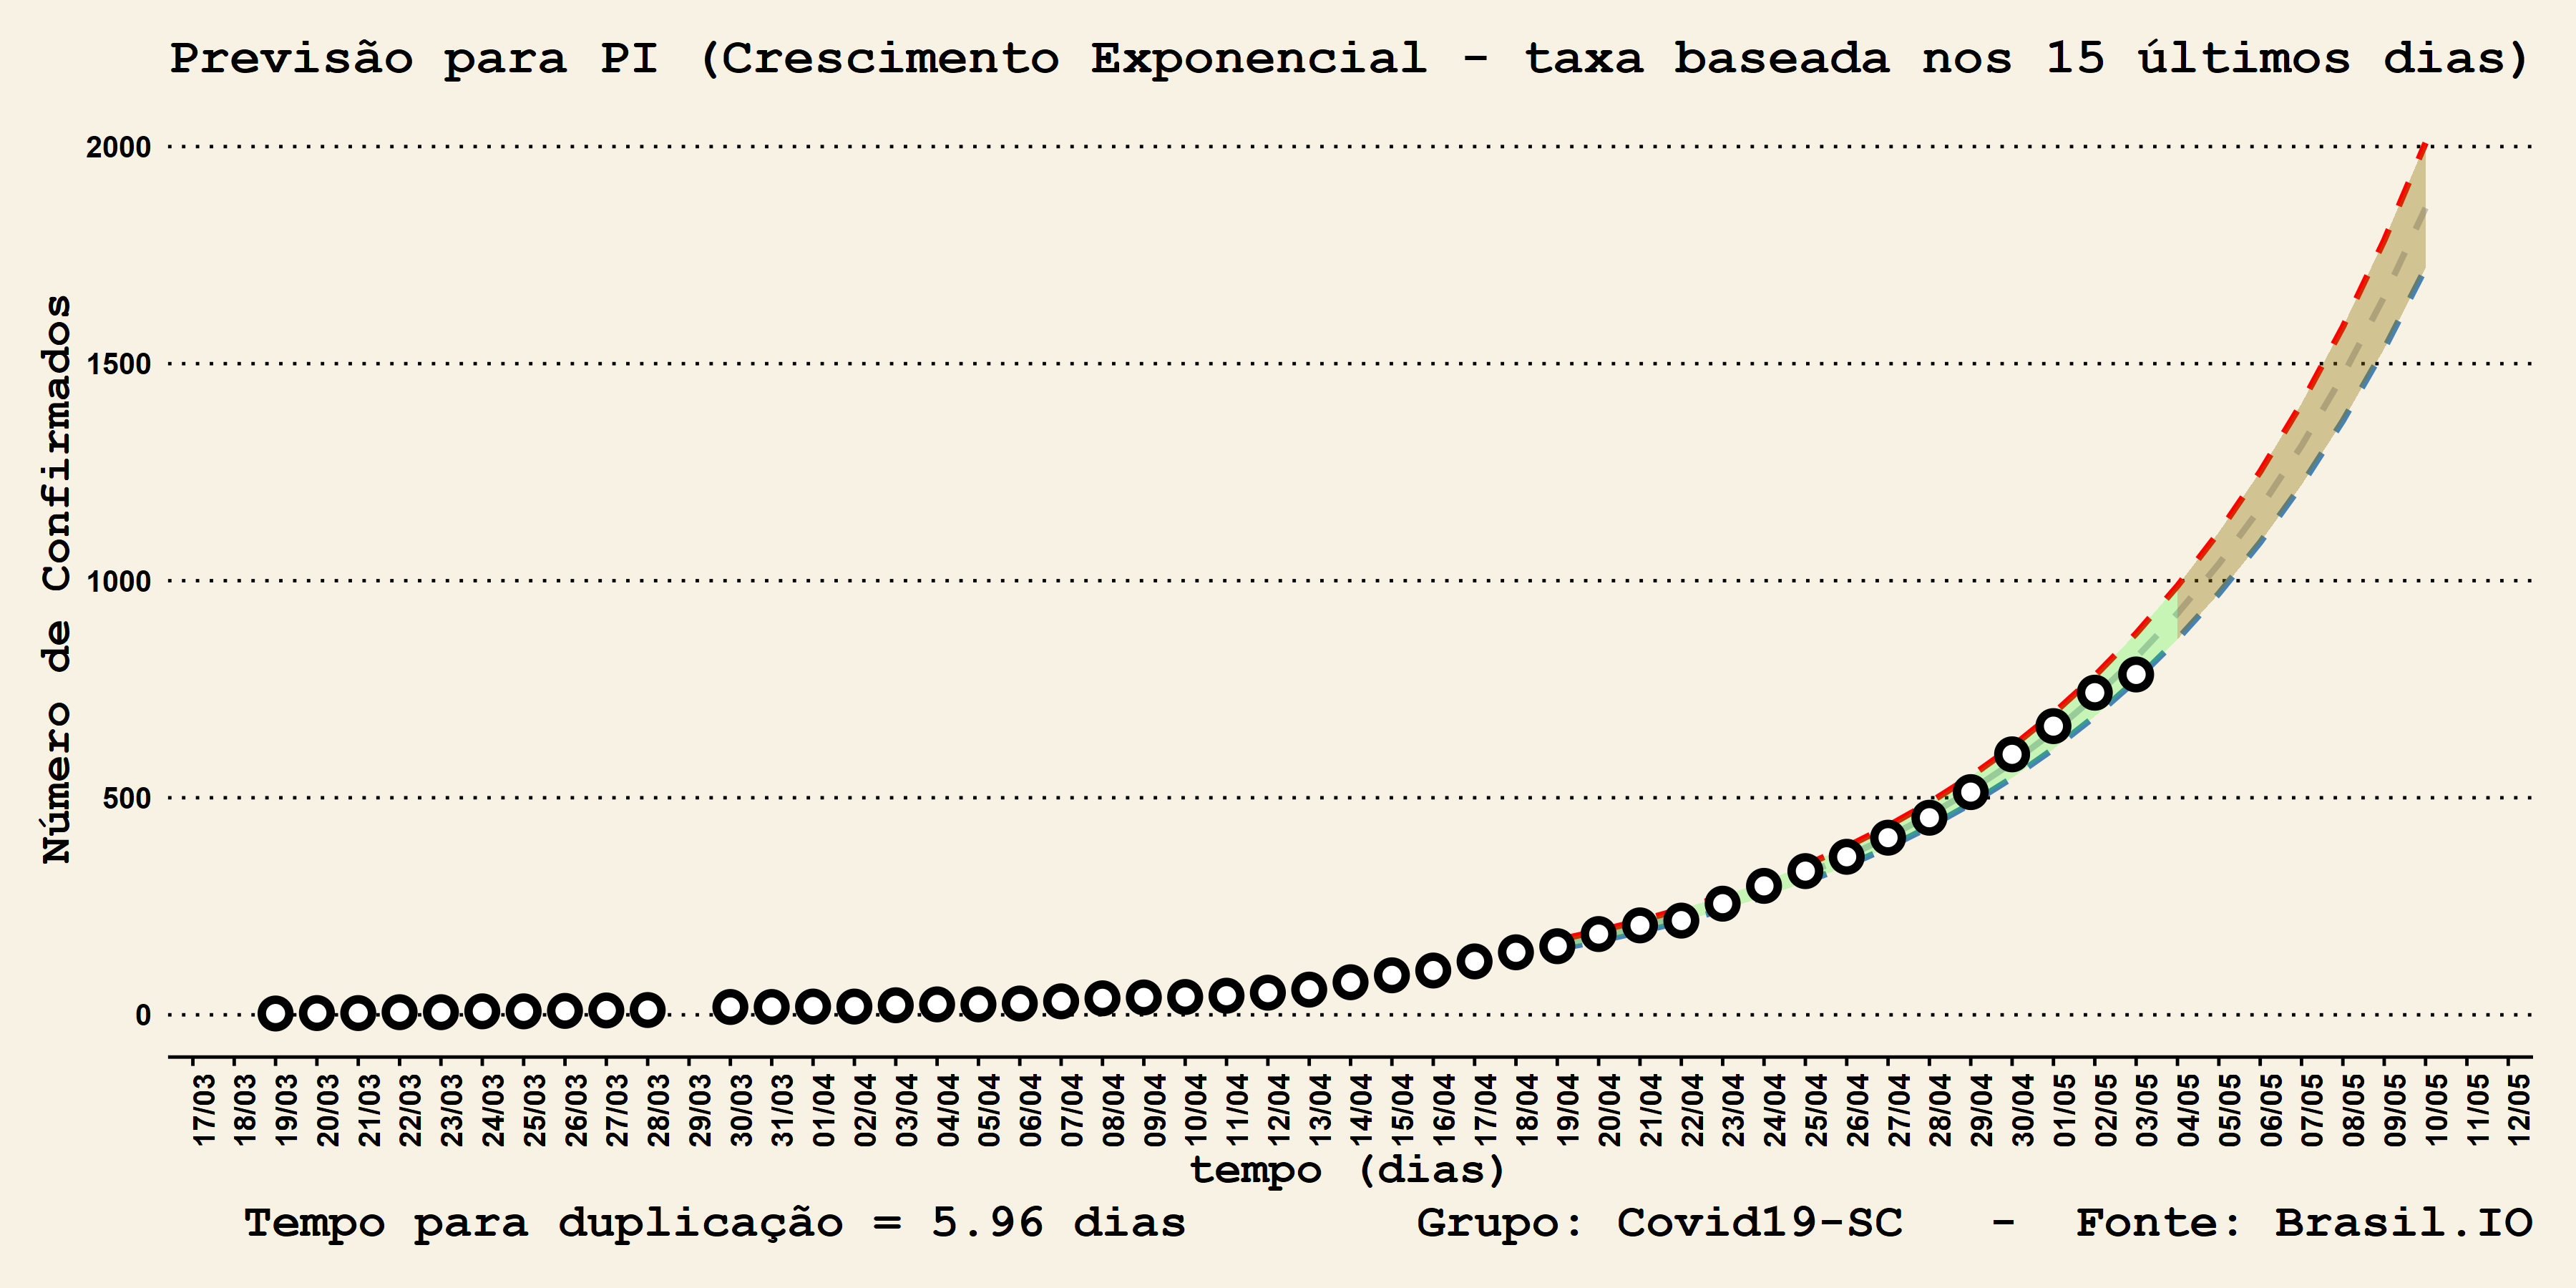 Previsão para PI (Crescimento Exponencial - taxa baseada nos 15 últimos dias)
Número de Confirmados
2000
1500
1000
500
0
17/03 18/03 19/03 20/03 21/03 22/03 23/03 24/03 25/03 26/03 27/03 28/03 29/03 30/03 31/03 01/04 02/04 03/04 04/04 05/04 06/04 07/04 08/04 09/04 10/04 11/04 12/04 13/04 14/04 15/04 16/04 17/04 18/04 19/04 20/04 21/04 22/04 23/04 24/04 25/04 26/04 27/04 28/04 29/04 30/04 01/05 02/05 03/05 04/05 05/05 06/05 07/05 08/05 09/05 10/05 11/05 12/05
tempo (dias)
Tempo para duplicação = 5.96 dias Grupo: Covid19-SC - Fonte: Brasil.IO